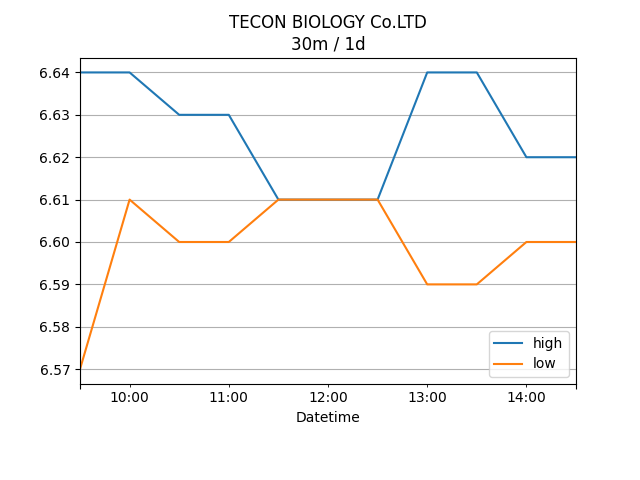 TECON BIOLOGY Co.LTD
30m / 1d
6.64
6.63
6.62
6.61
6.60
6.59
6.58
6.57
high
low
10:00 11:00 12:00 13:00 14:00
Datetime